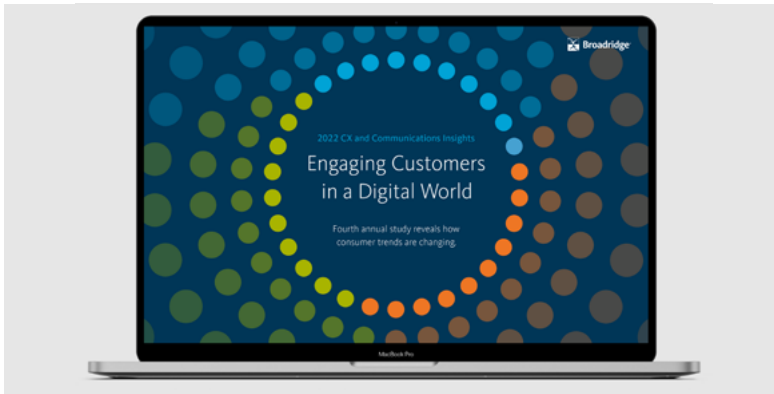 Broadridge
2022 CX and Communications Insights
Engaging Customers
in a Digital World
Fourth annual study reveals how
consumer trends are changing.
MacBook Pro